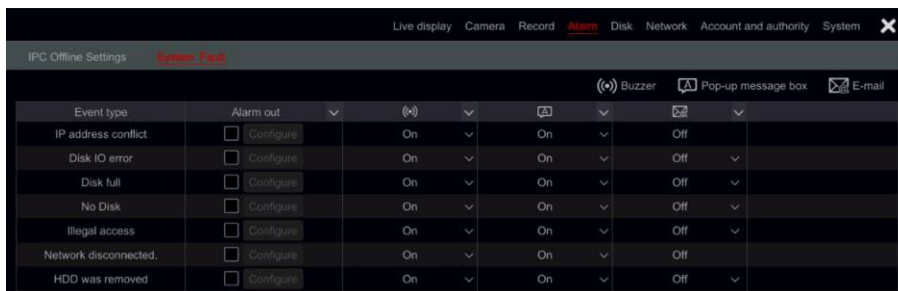 Live display Camera Record Alarm Disk Network Account and authority System
IPC Offline Settings System Fault
Buzzer Pop-up message box E-mail
Event type Alarm out
IP address conflict Configure On On Off
Disk IO error Configure On On Off
Disk full Configure On On Off
No Disk Configure On On Off
Illegal access Configure On On Off
Network disconnected. Configure On On Off
HDD was removed Configure On On Off